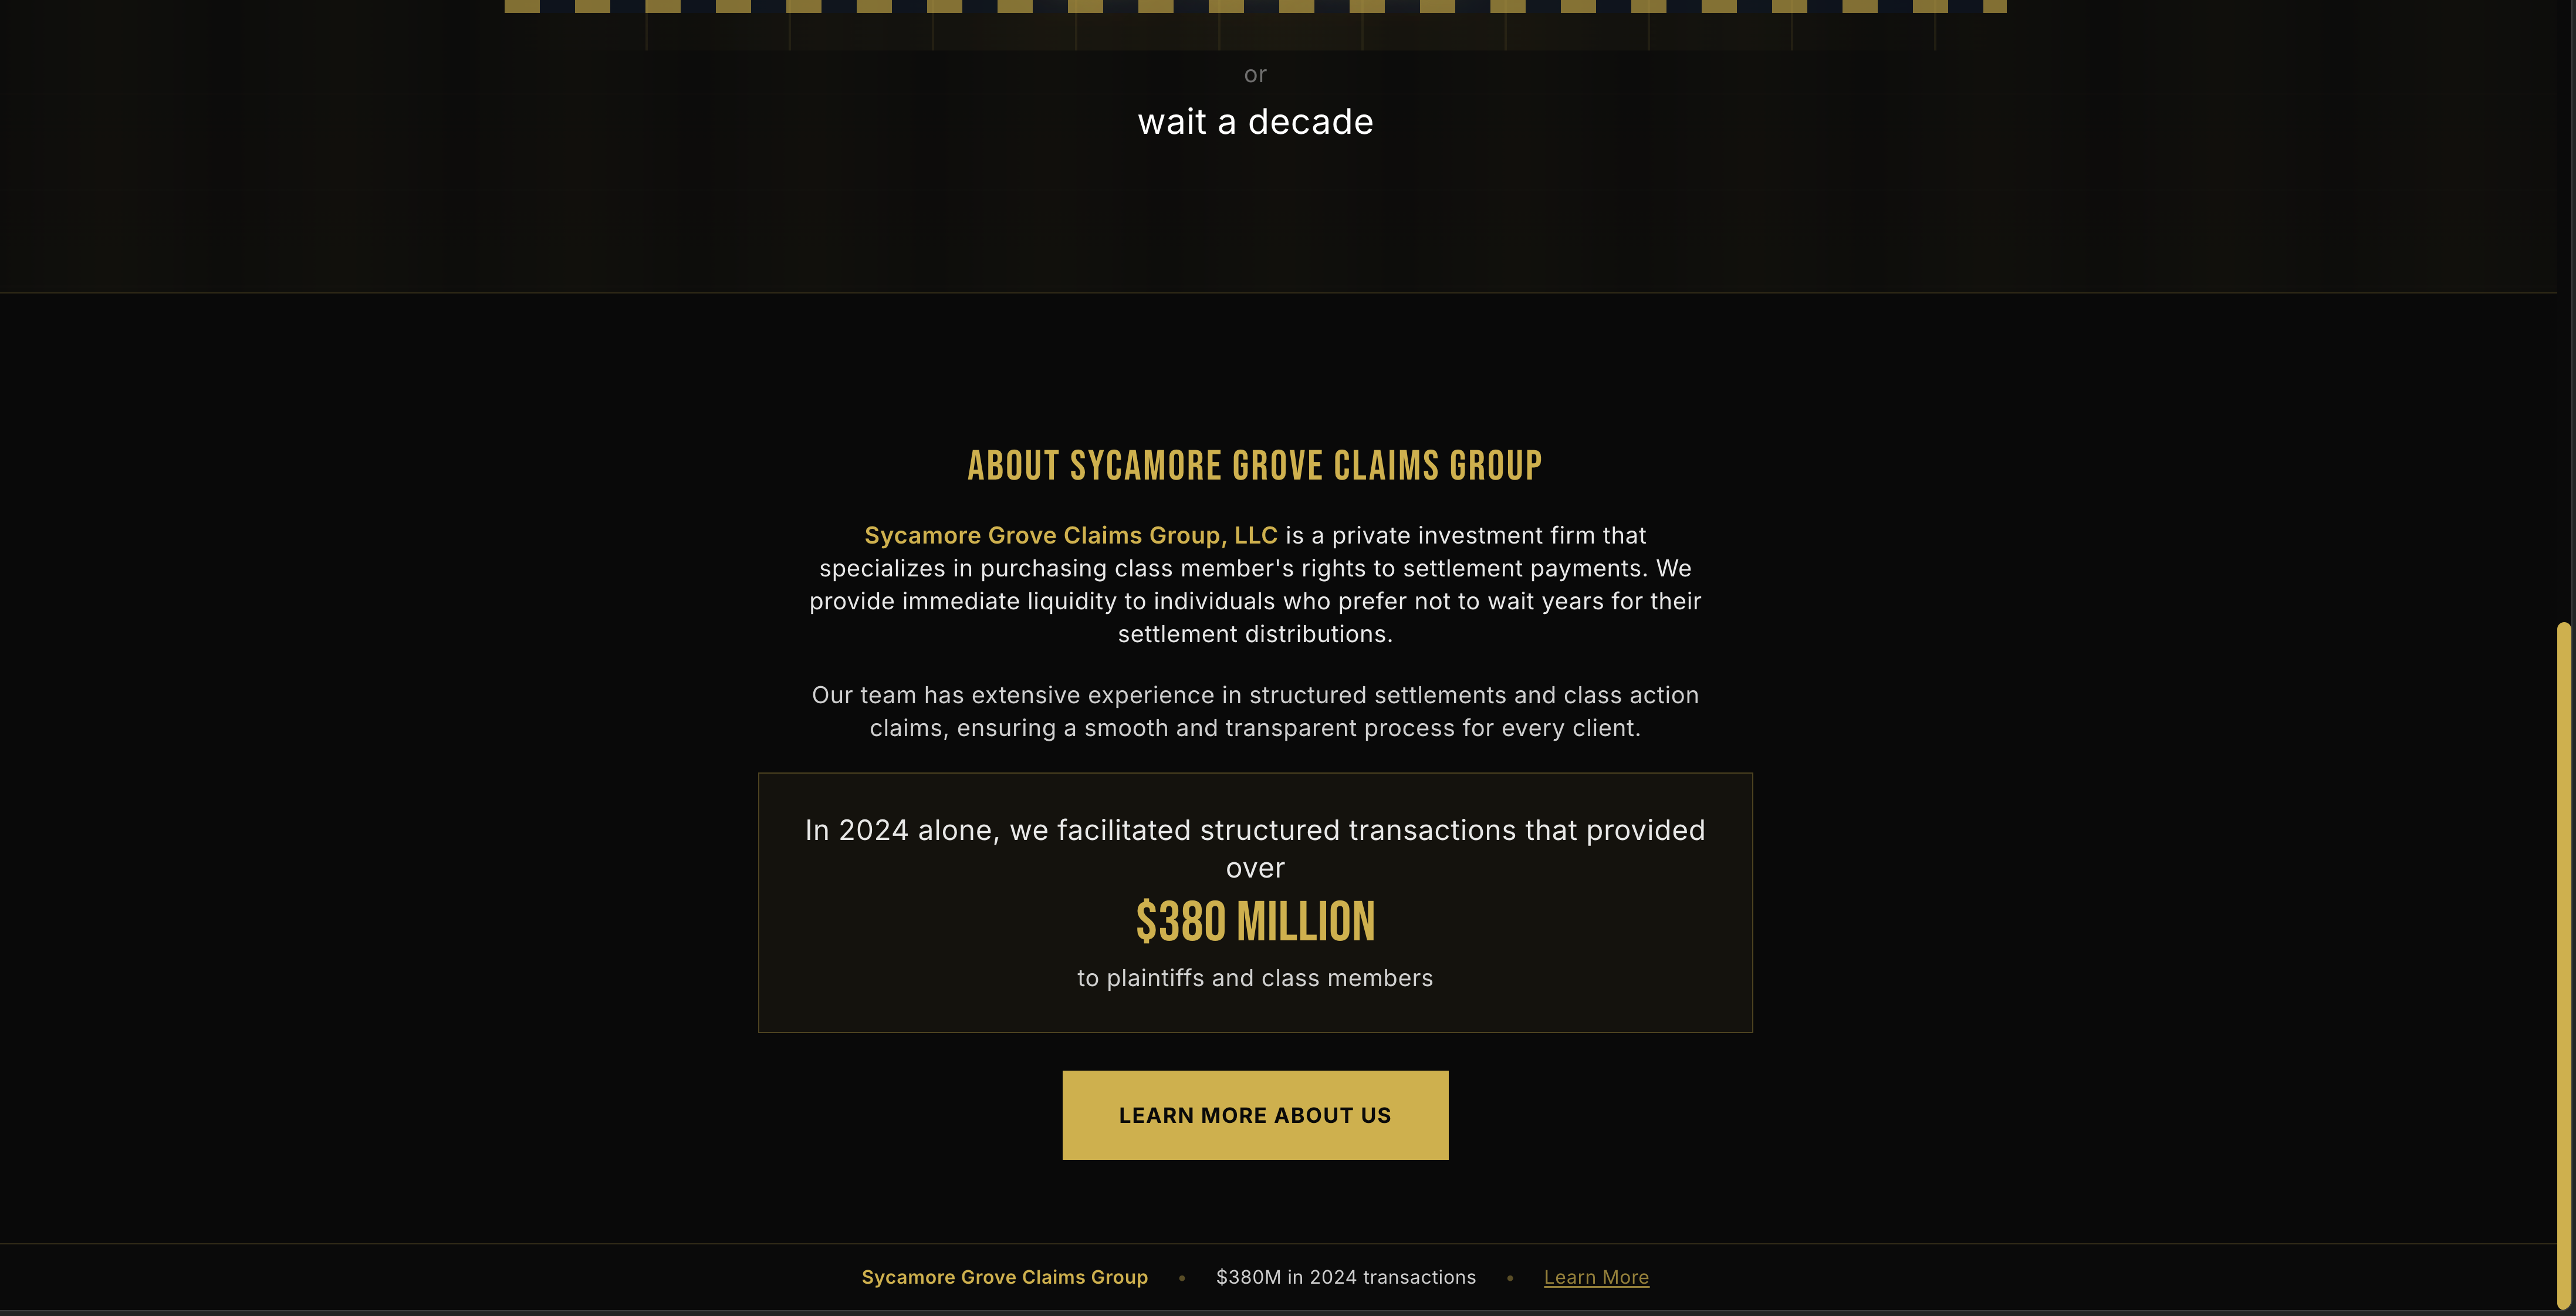 or
wait a decade
ABOUT SYCAMORE GROVE CLAIMS GROUP
Sycamore Grove Claims Group, LLC is a private investment firm that
specializes in purchasing class member's rights to settlement payments. We
provide immediate liquidity to individuals who prefer not to wait years for their
settlement distributions.
Our team has extensive experience in structured settlements and class action
claims, ensuring a smooth and transparent process for every client.
In 2024 alone, we facilitated structured transactions that provided
over
$380 MILLION
to plaintiffs and class members
LEARN MORE ABOUT US
Sycamore Grove Claims Group • $380M in 2024 transactions • Learn More